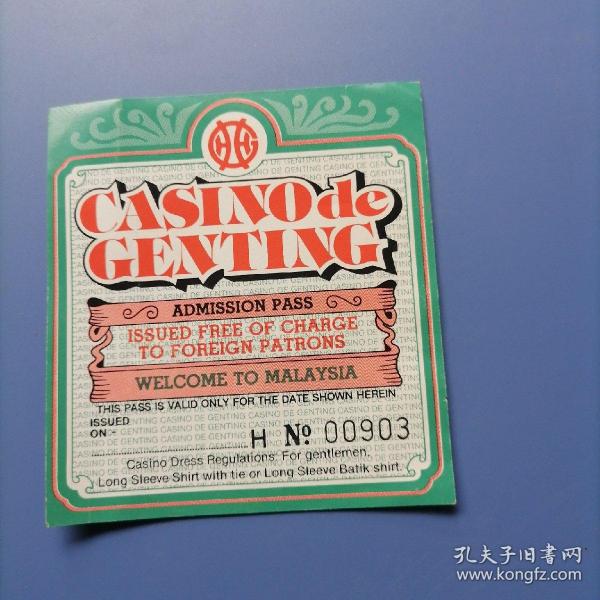 CASINO de
GENTING
ADMISSION PASS
ISSUED FREE OF CHARGE
TO FOREIGN PATRONS
WELCOME TO MALAYSIA
THIS PASS IS VALID ONLY FOR THE DATE SHOWN HEREIN
ISSUED
ON:-
H No 00903
Casino Dress Regulations: For gentlemen,
Long Sleeve Shirt with tie or Long Sleeve Batik shirt.
孔夫子旧书网
www.kongfz.com